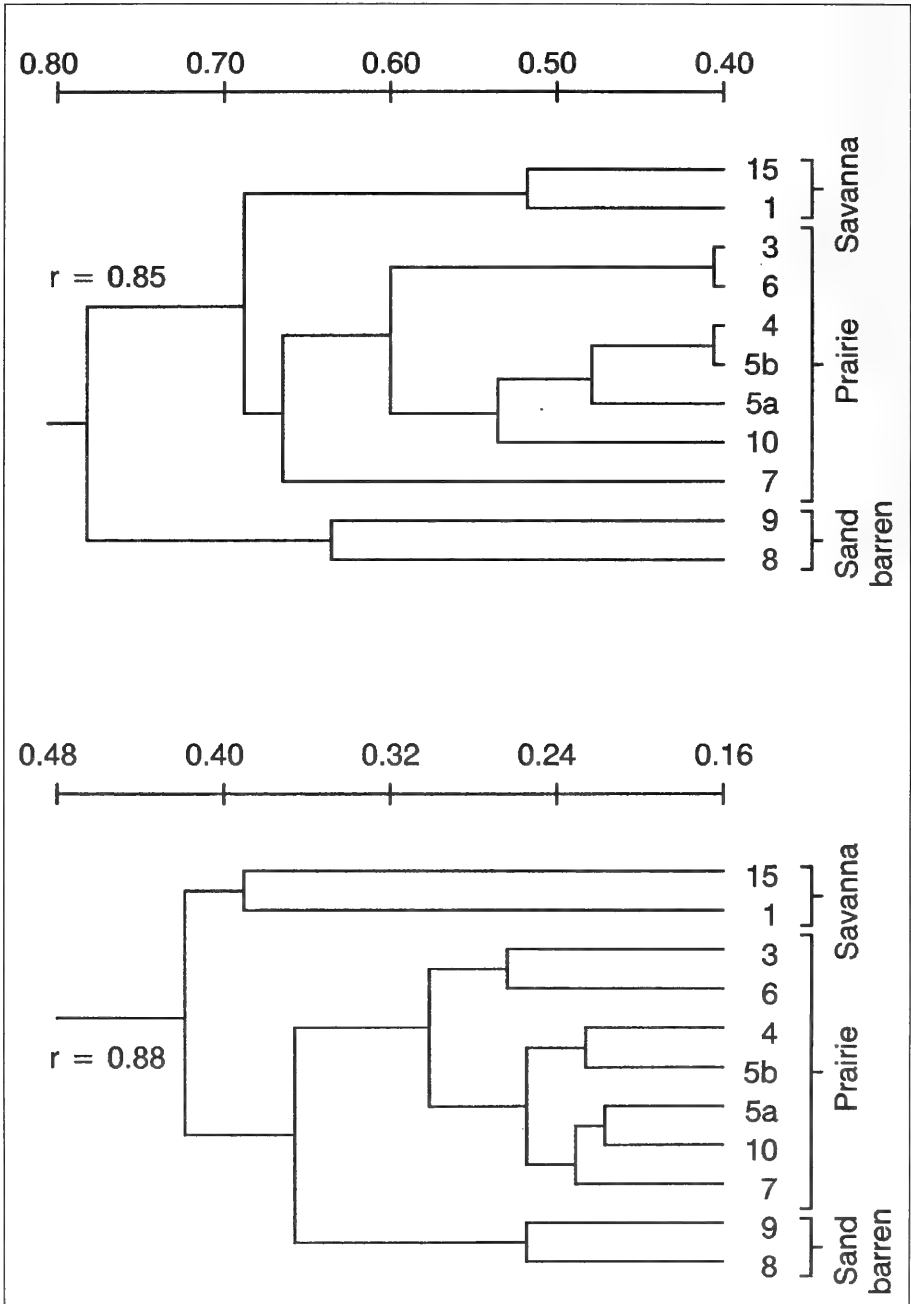 0.80 0.70 0.60 0.50 0.40
15
1
Savanna
3
6
4
5b
5a
10
7
Prairie
9
8
Sand
barren
r = 0.85
0.48 0.40 0.32 0.24 0.16
15
1
Savanna
3
6
4
5b
5a
10
7
Prairie
9
8
Sand
barren
r = 0.88